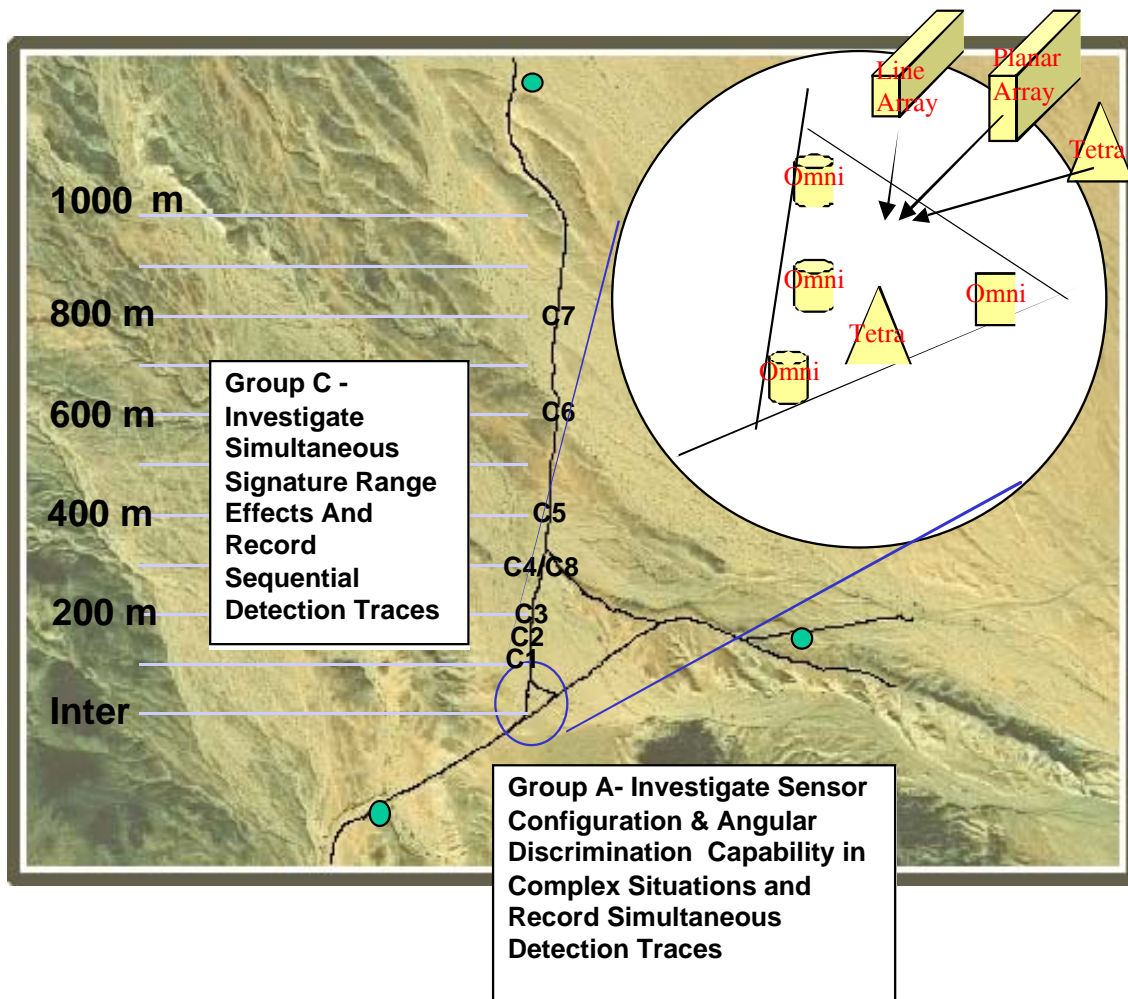 Line
Array
Planar
Array
Tetra
Omni
Omni
Omni
Tetra
Omni
1000 m
800 m
600 m
400 m
200 m
Inter
C7
C6
C5
C4/C8
C3
C2
C1
Group C -
Investigate
Simultaneous
Signature Range
Effects And
Record
Sequential
Detection Traces
Group A- Investigate Sensor
Configuration & Angular
Discrimination Capability in
Complex Situations and
Record Simultaneous
Detection Traces